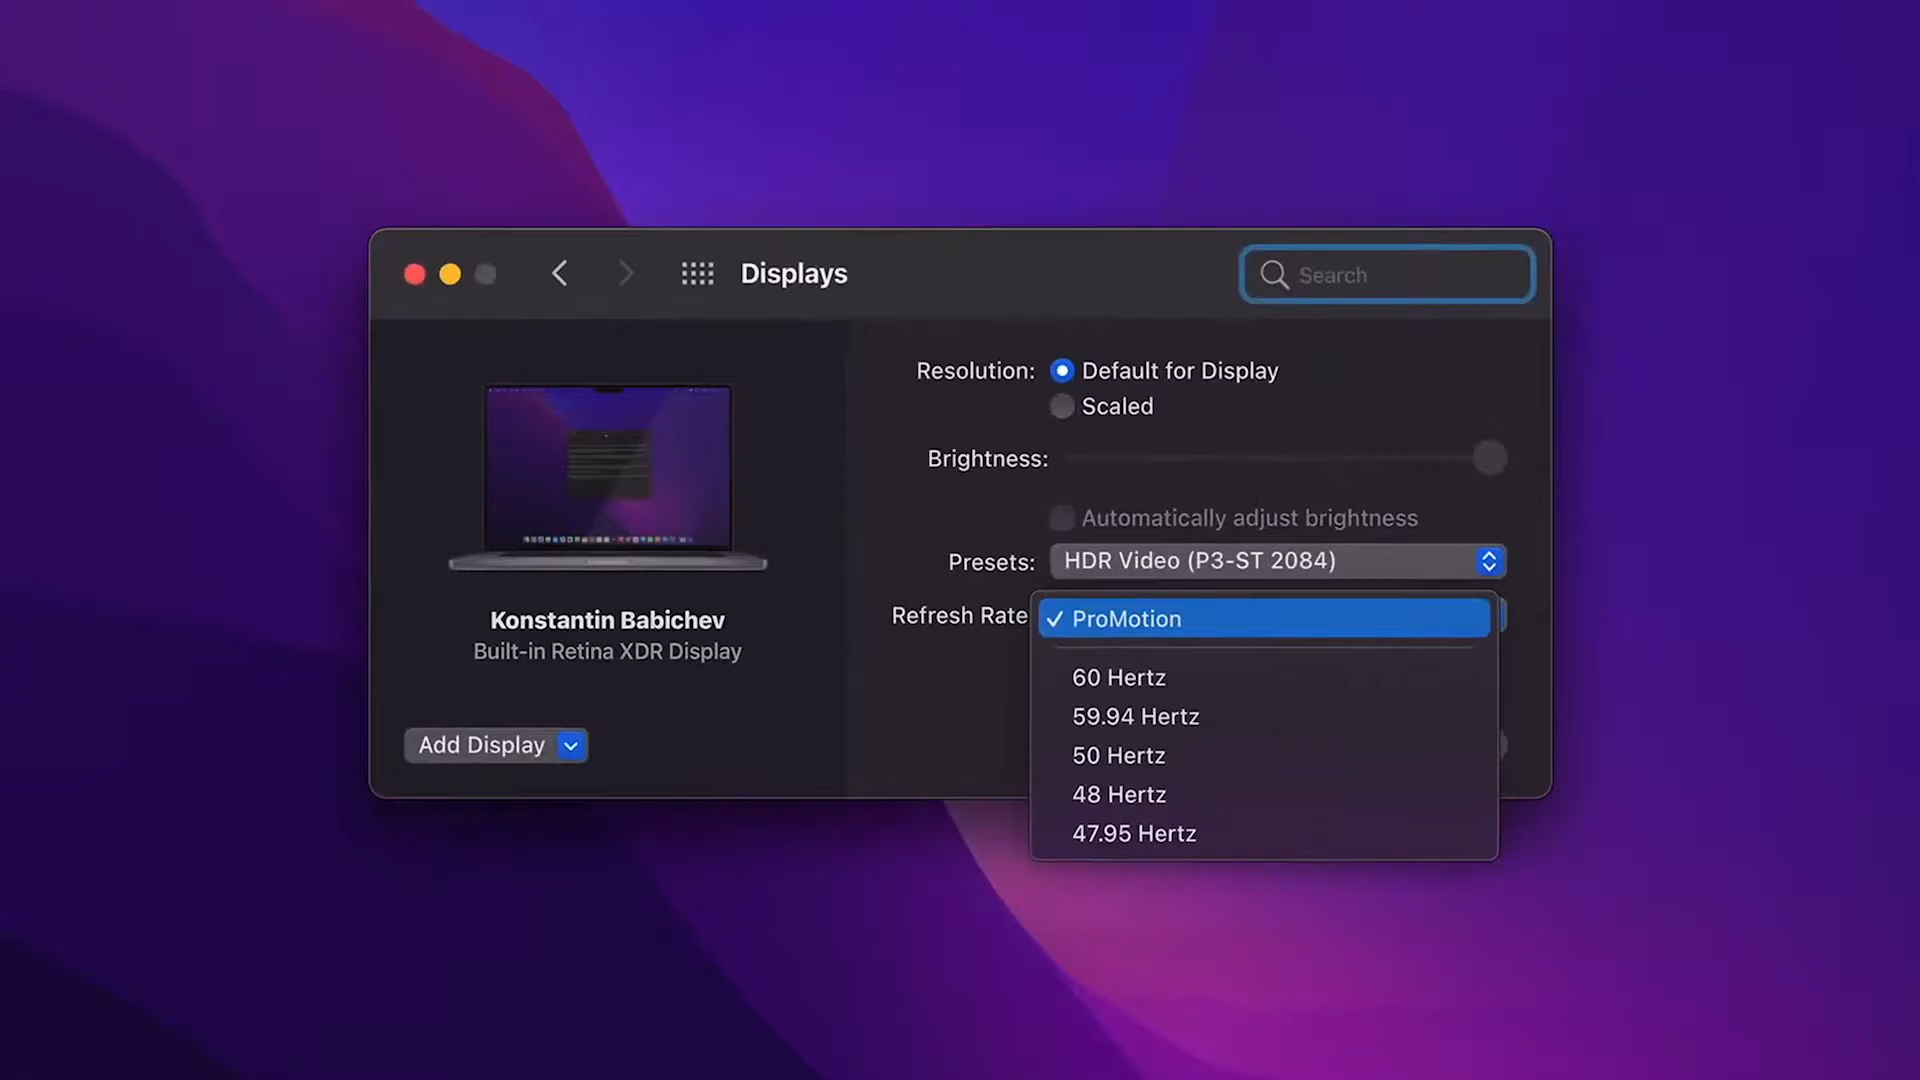 Displays
Search
Resolution:
Default for Display
Scaled
Brightness:
Automatically adjust brightness
Presets:
HDR Video (P3-ST 2084)
Refresh Rate
ProMotion
60 Hertz
59.94 Hertz
50 Hertz
48 Hertz
47.95 Hertz
Konstantin Babichev
Built-in Retina XDR Display
Add Display